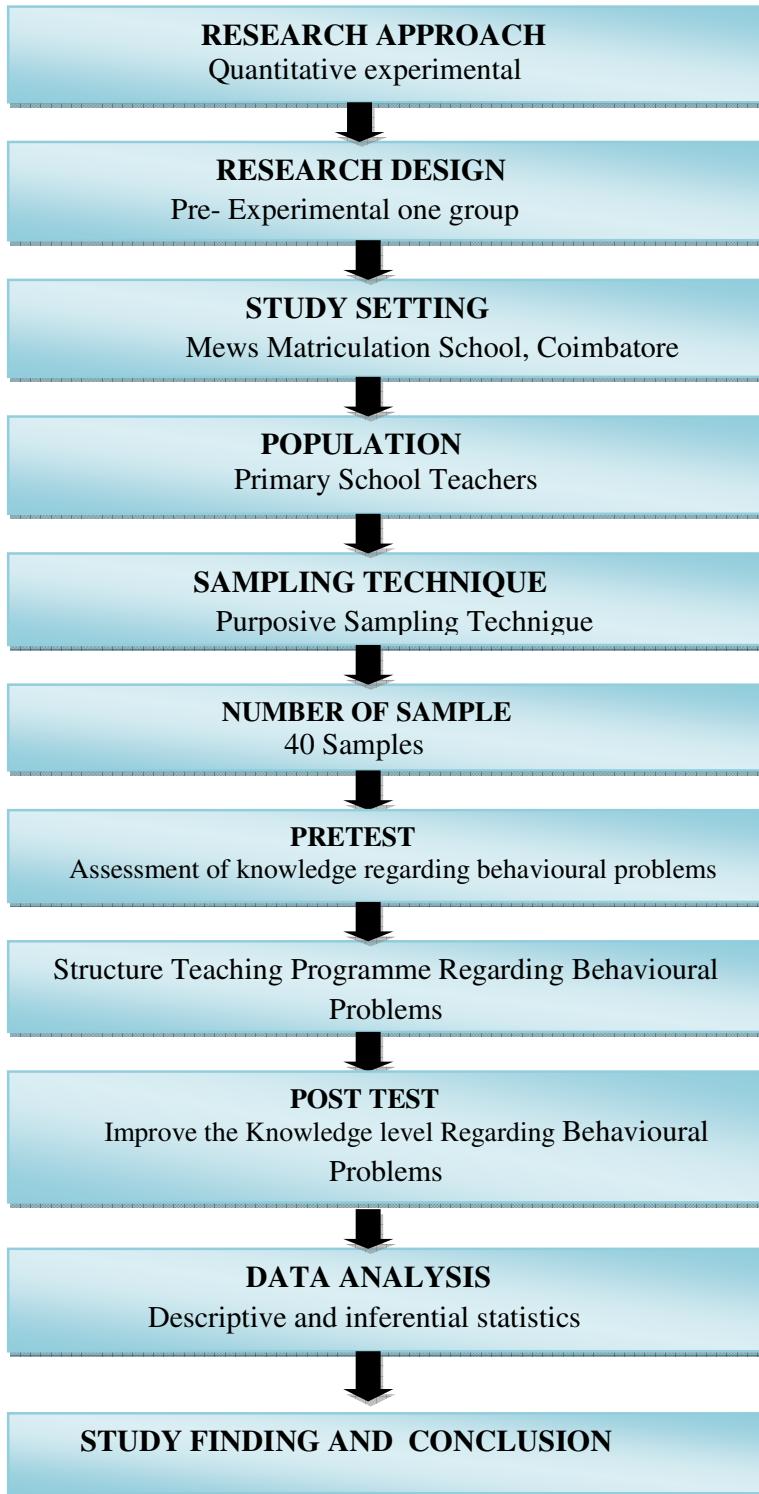 RESEARCH APPROACH
Quantitative experimental
RESEARCH DESIGN
Pre- Experimental one group
STUDY SETTING
Mews Matriculation School, Coimbatore
POPULATION
Primary School Teachers
SAMPLING TECHNIQUE
Purposive Sampling Technigue
NUMBER OF SAMPLE
40 Samples
PRETEST
Assessment of knowledge regarding behavioural problems
Structure Teaching Programme Regarding Behavioural
Problems
POST TEST
Improve the Knowledge level Regarding Behavioural
Problems
DATA ANALYSIS
Descriptive and inferential statistics
STUDY FINDING AND CONCLUSION